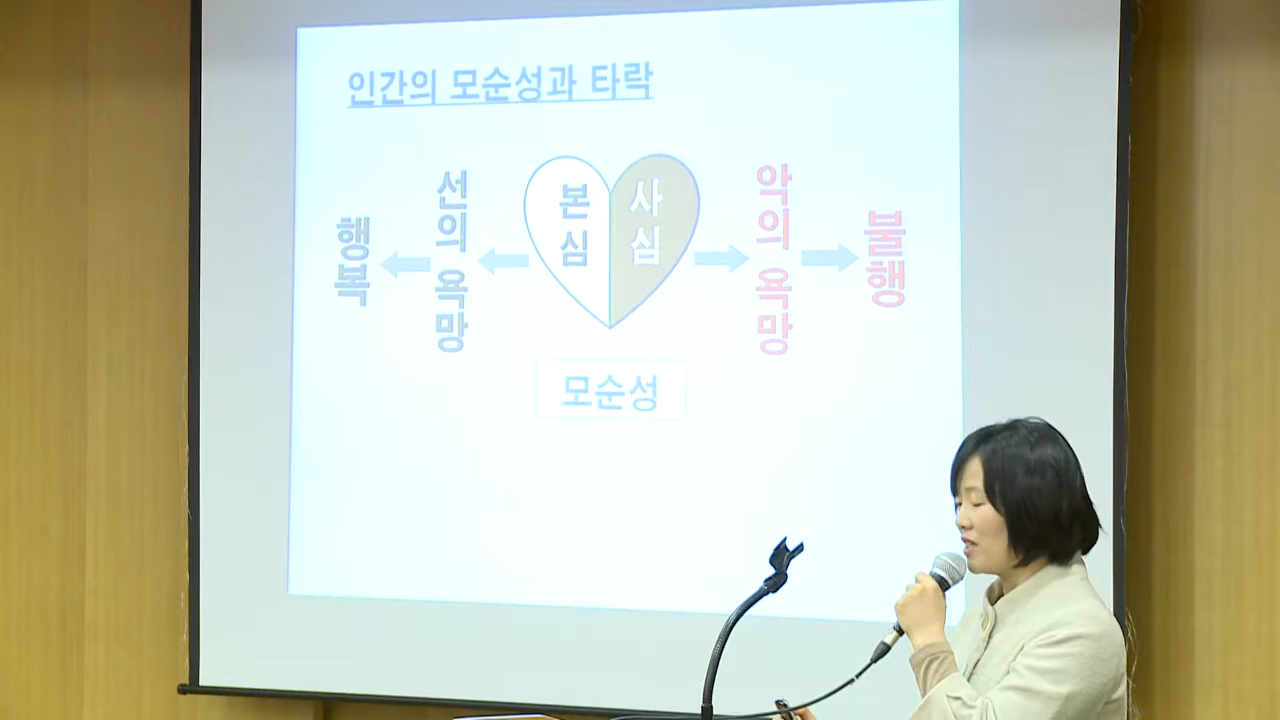 인간의 모순성과 타락
행복
선의 욕망
본심
사심
악의 욕망
불행
모순성